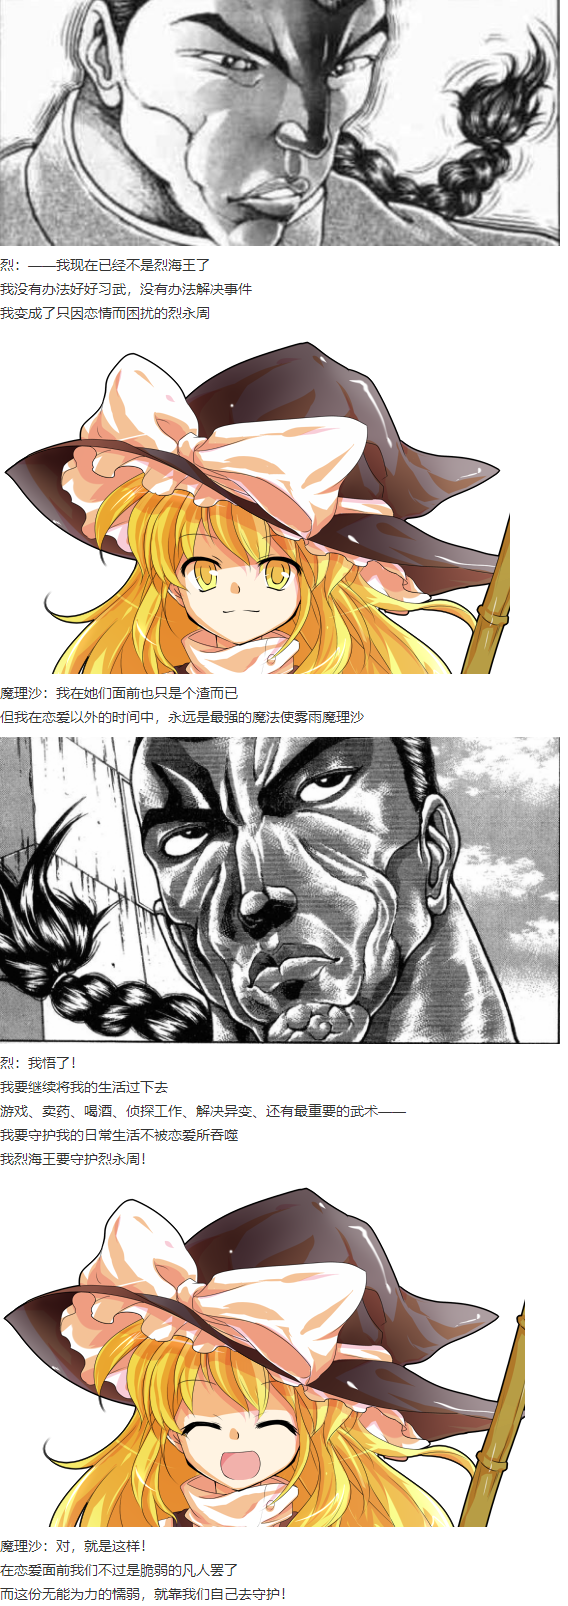 烈：——我现在已经不是烈海王了
我没有办法好好习武，没有办法解决事件
我变成了只因恋情而困扰的烈永周
魔理沙：我在她们面前也只是个渣而已
但我在恋爱以外的时间中，永远是最强的魔法使雾雨魔理沙
烈：我悟了！
我要继续将我的生活过下去
游戏、卖药、喝酒、侦探工作、解决异变、还有最重要的武术——
我要守护我的日常生活不被恋爱所吞噬
我烈海王要守护烈永周！
魔理沙：对，就是这样！
在恋爱面前我们不过是脆弱的凡人罢了
而这份无能为力的懦弱，就靠我们自己去守护！